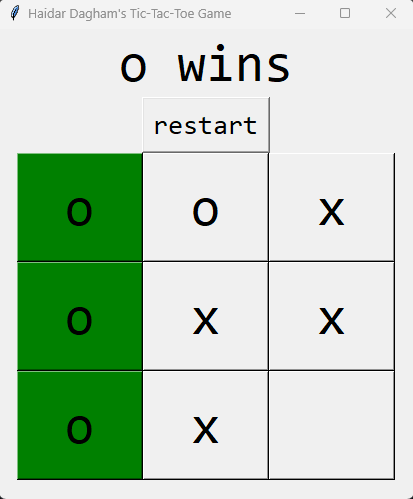 Haidar Dagham's Tic-Tac-Toe Game
o wins
restart
o o x
o x x
o x